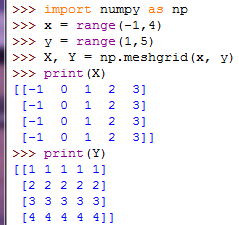 >>> import numpy as np
>>> x = range(-1,4)
>>> y = range(1,5)
>>> X, Y = np.meshgrid(x, y)
>>> print(X)
[[-1  0  1  2  3]
 [-1  0  1  2  3]
 [-1  0  1  2  3]
 [-1  0  1  2  3]]
>>> print(Y)
[[1 1 1 1 1]
 [2 2 2 2 2]
 [3 3 3 3 3]
 [4 4 4 4 4]]